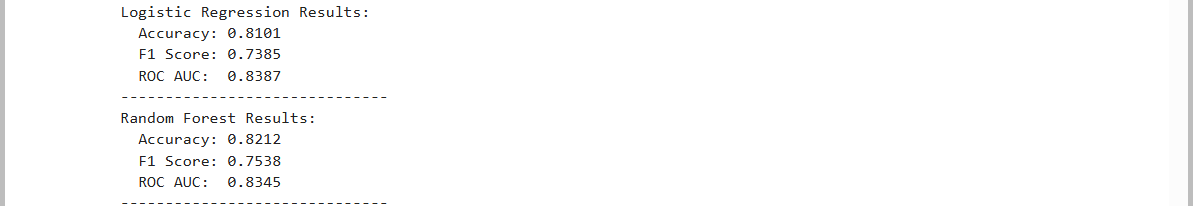 Logistic Regression Results:
  Accuracy: 0.8101
  F1 Score: 0.7385
  ROC AUC:  0.8387
------------------------------
Random Forest Results:
  Accuracy: 0.8212
  F1 Score: 0.7538
  ROC AUC:  0.8345
------------------------------